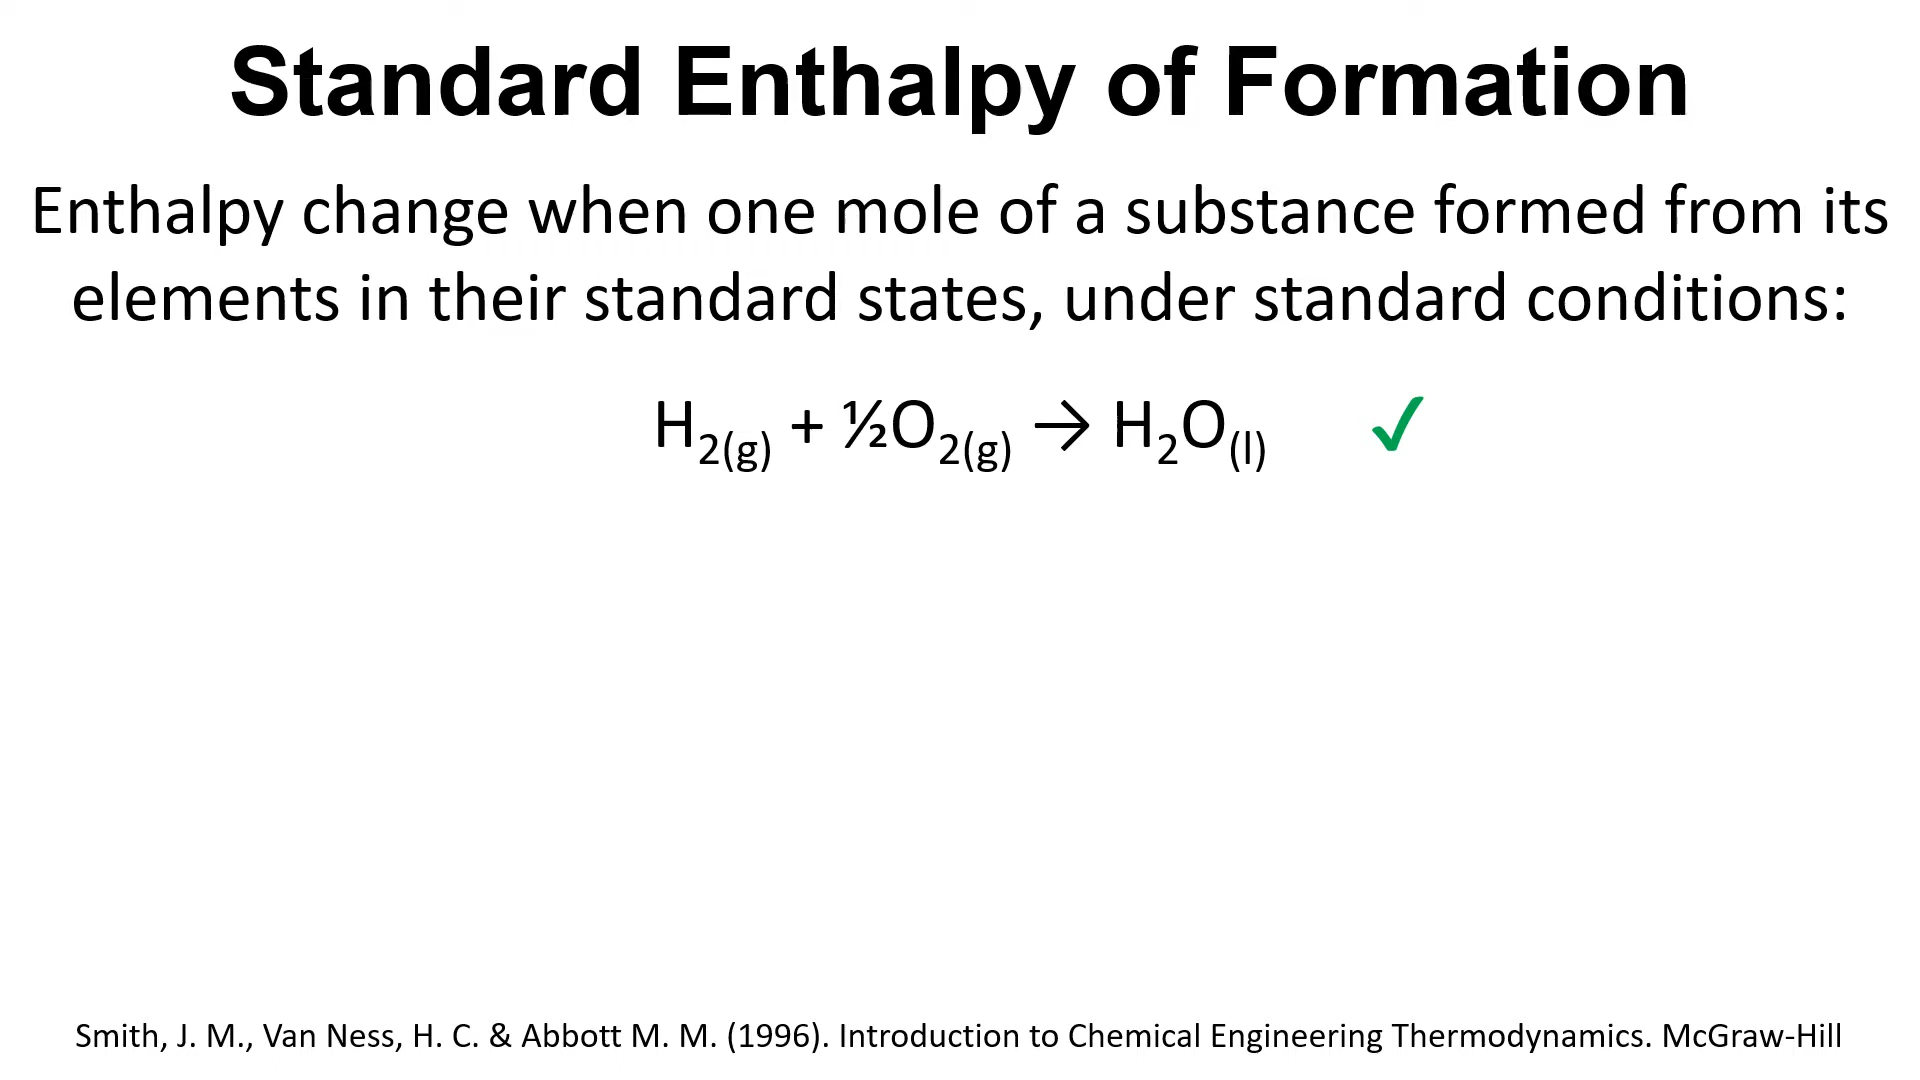 Standard Enthalpy of Formation
Enthalpy change when one mole of a substance formed from its
elements in their standard states, under standard conditions:
H₂₍g₎ + ½O₂₍g₎ → H₂O₍l₎ ✓
Smith, J. M., Van Ness, H. C. & Abbott M. M. (1996). Introduction to Chemical Engineering Thermodynamics. McGraw-Hill